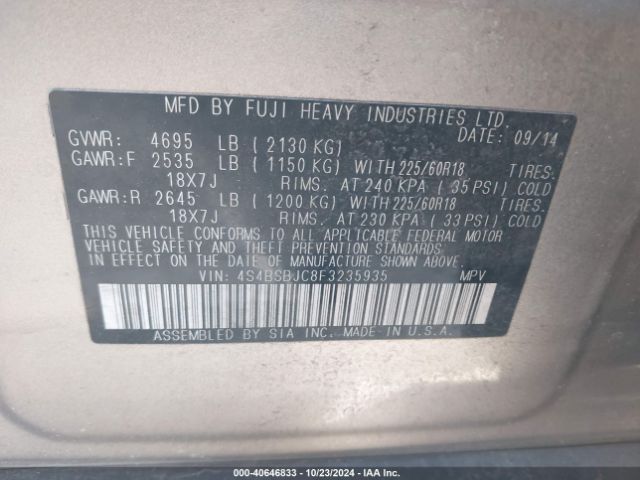 MFD BY FUJI HEAVY INDUSTRIES LTD.
DATE: 09/14
GVWR: 4695 LB (2130 KG)
GAWR:F 2535 LB (1150 KG) WITH 225/60R18 TIRES.
18X7J RIMS. AT 240 KPA (35 PSI) COLD
GAWR:R 2645 LB (1200 KG) WITH 225/60R18 TIRES.
18X7J RIMS. AT 230 KPA (33 PSI) COLD
THIS VEHICLE CONFORMS TO ALL APPLICABLE FEDERAL MOTOR
VEHICLE SAFETY AND THEFT PREVENTION STANDARDS
IN EFFECT ON THE DATE OF MANUFACTURE SHOWN ABOVE.
VIN: 4S4BSBJC8F3235935 MPV
ASSEMBLED BY SIA INC. MADE IN U.S.A.
000-40646833 - 10/23/2024 - IAA Inc.